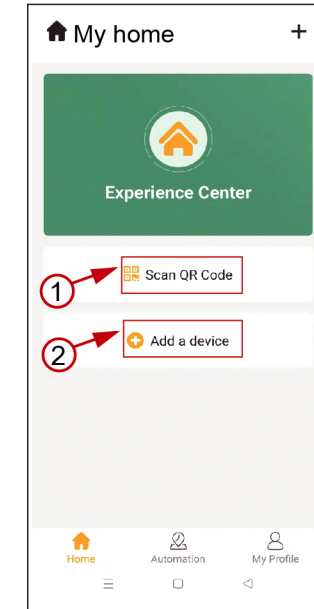 My home +
Experience Center
1 Scan QR Code
2 Add a device
Home Automation My Profile